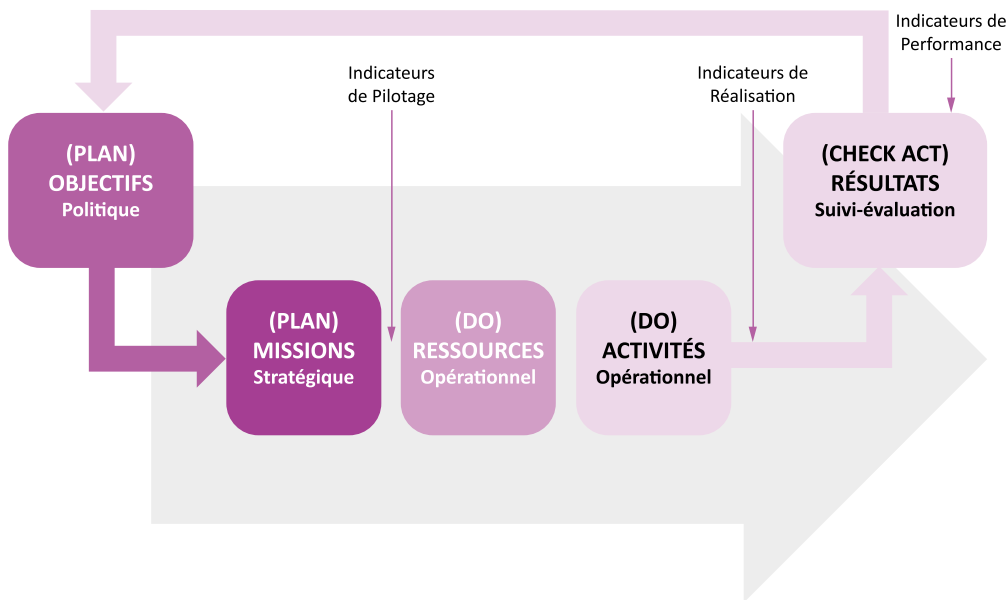 Indicateurs de
Performance
Indicateurs
de Pilotage
Indicateurs de
Réalisation
(PLAN)
OBJECTIFS
Politique
(CHECK ACT)
RÉSULTATS
Suivi-évaluation
(PLAN)
MISSIONS
Stratégique
(DO)
RESSOURCES
Opérationnel
(DO)
ACTIVITÉS
Opérationnel